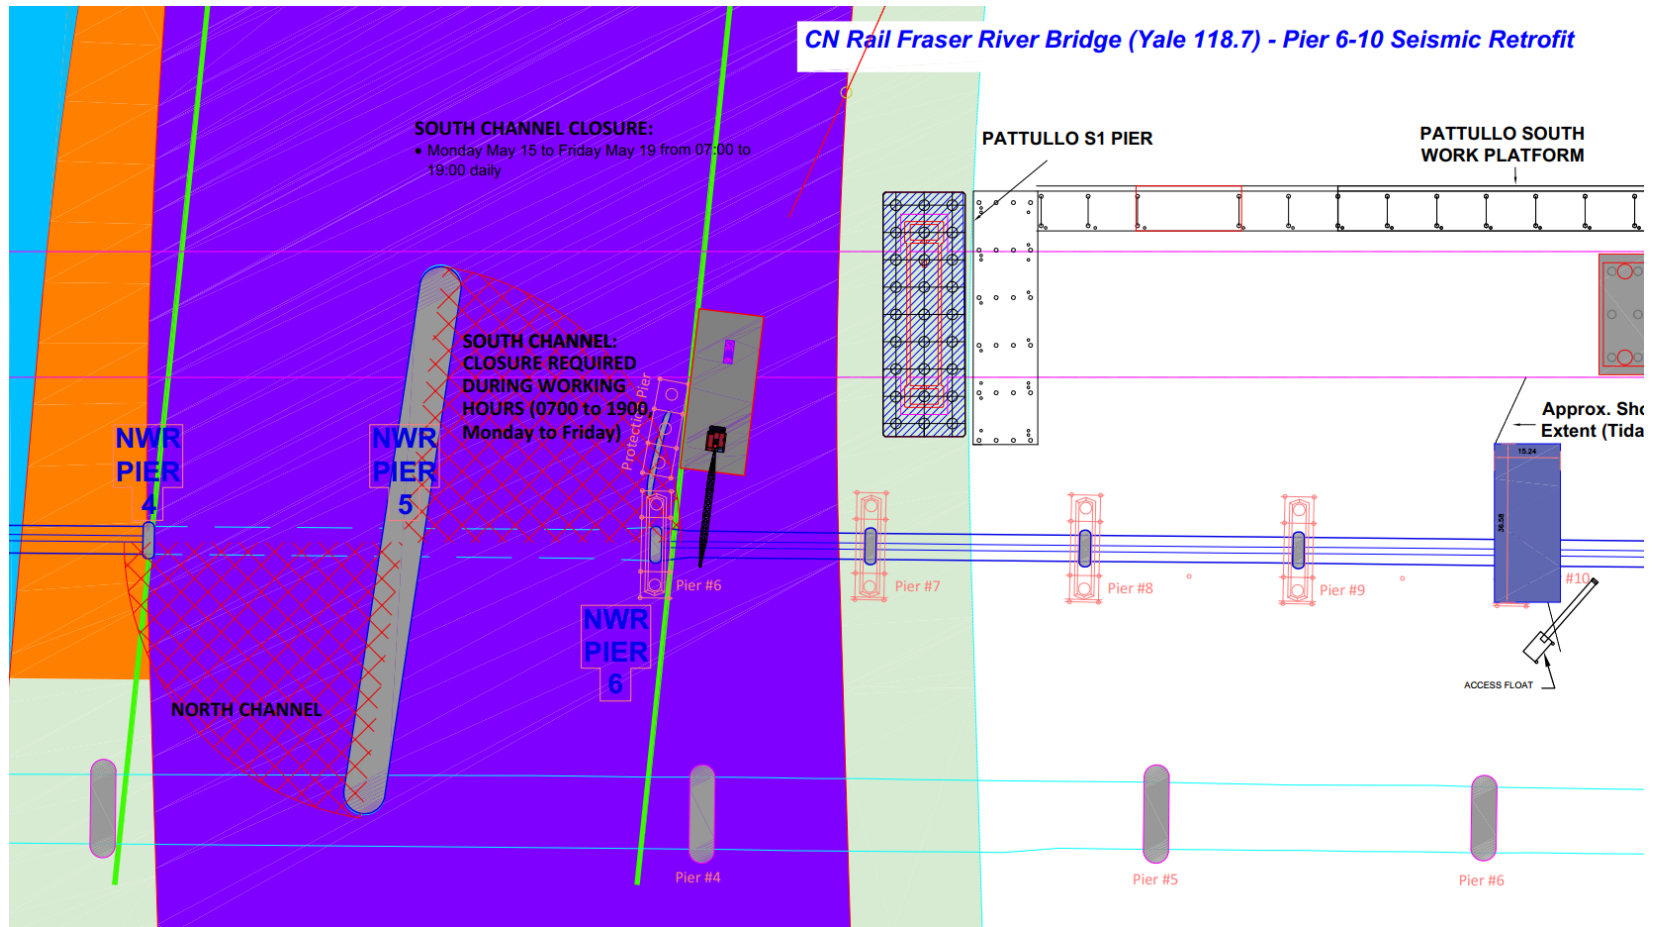 CN Rail Fraser River Bridge (Yale 118.7) - Pier 6-10 Seismic Retrofit
SOUTH CHANNEL CLOSURE:
• Monday May 15 to Friday May 19 from 07:00 to
19:00 daily
PATTULLO S1 PIER
PATTULLO SOUTH
WORK PLATFORM
SOUTH CHANNEL:
CLOSURE REQUIRED
DURING WORKING
HOURS (0700 to 1900,
Monday to Friday)
Protection Pier
Approx. Sho
Extent (Tida
15.24
36.58
NWR
PIER
4
NWR
PIER
5
Pier #6
Pier #7
Pier #8
Pier #9
#10
NWR
PIER
6
ACCESS FLOAT
NORTH CHANNEL
Pier #4
Pier #5
Pier #6